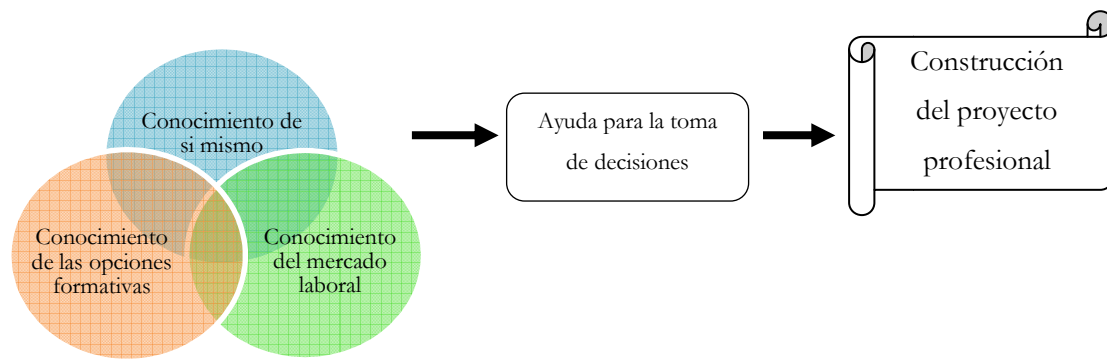 Conocimiento de
si mismo
Conocimiento
de las opciones
formativas
Conocimiento
del mercado
laboral
Ayuda para la toma
de decisiones
Construcción
del proyecto
profesional